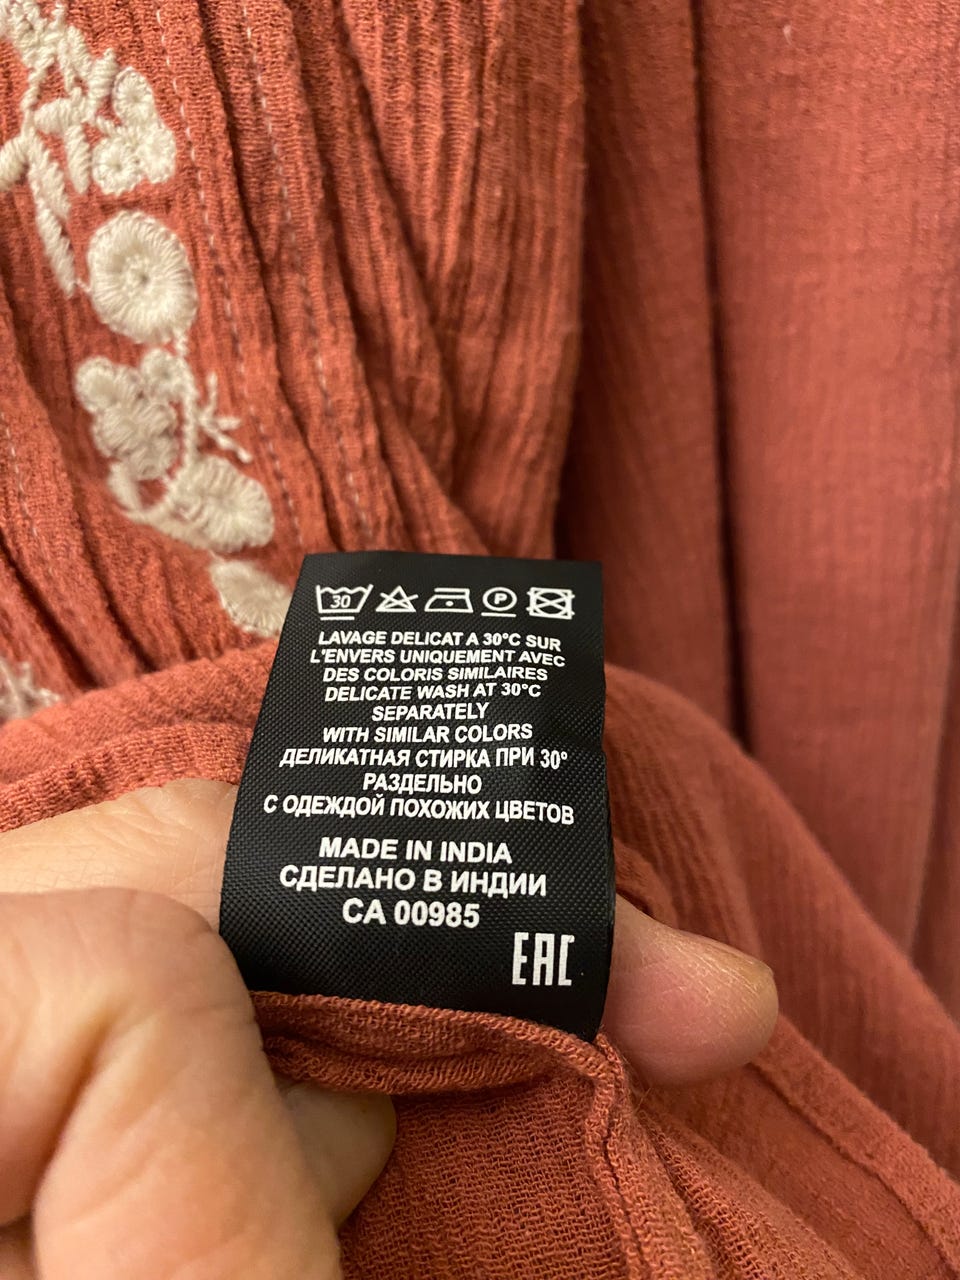 30 P
LAVAGE DELICAT A 30°C SUR
L'ENVERS UNIQUEMENT AVEC
DES COLORIS SIMILAIRES
DELICATE WASH AT 30°C
SEPARATELY
WITH SIMILAR COLORS
ДЕЛИКАТНАЯ СТИРКА ПРИ 30°
РАЗДЕЛЬНО
С ОДЕЖДОЙ ПОХОЖИХ ЦВЕТОВ
MADE IN INDIA
СДЕЛАНО В ИНДИИ
CA 00985
EAC